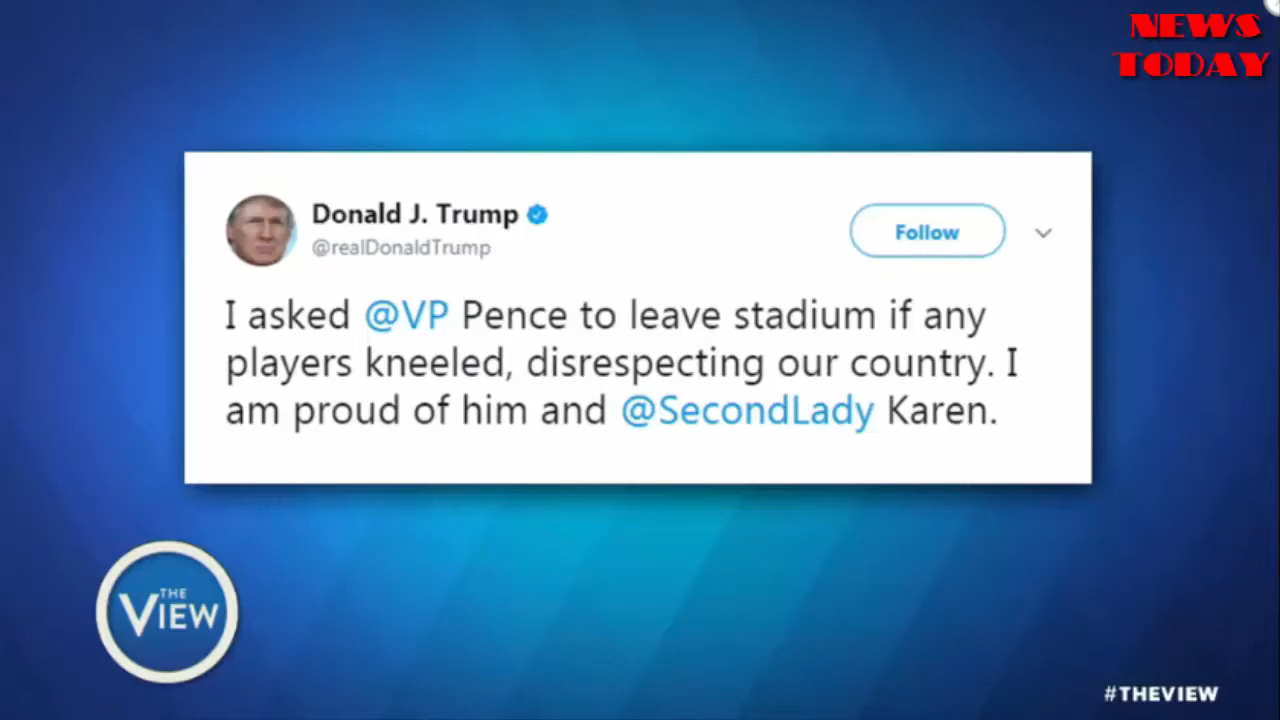 NEWS
TODAY
Donald J. Trump
@realDonaldTrump
Follow
I asked @VP Pence to leave stadium if any
players kneeled, disrespecting our country. I
am proud of him and @SecondLady Karen.
THE
VIEW
#THEVIEW